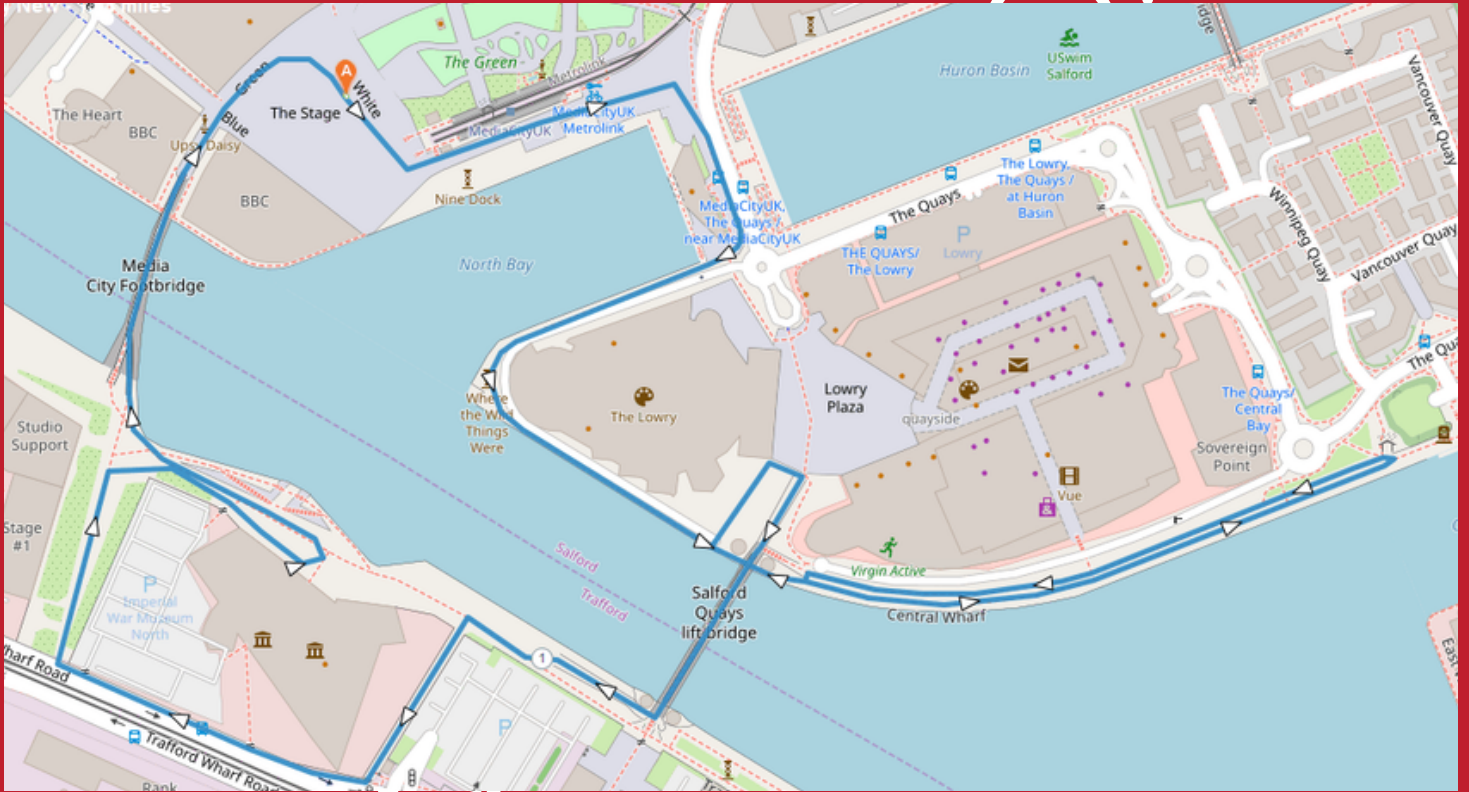 New
miles
The Green
Metrolink
USwim
Salford
Huron Basin
Vancouver Quay
Green
A
White
The Heart
BBC
Blue
The Stage
MediaCityUK
MediaCityUK
Metrolink
Upsy Daisy
BBC
Nine Dock
The Lowry,
The Quays /
at Huron
Basin
The Quays
MediaCityUK,
The Quays /
near MediaCityUK
THE QUAYS/
The Lowry
P
Lowry
Winnipeg Quay
Vancouver Quay
North Bay
Media
City Footbridge
Where
the Wild
Things
Were
The Lowry
Lowry
Plaza
quayside
The Quays/
Central
Bay
The Qua
Studio
Support
Sovereign
Point
Vue
Stage
#1
Salford
Trafford
Virgin Active
Central Wharf
P
Imperial
War Museum
North
Salford
Quays
lift bridge
East
1
P
Wharf Road
Trafford Wharf Road
Rank
Tra